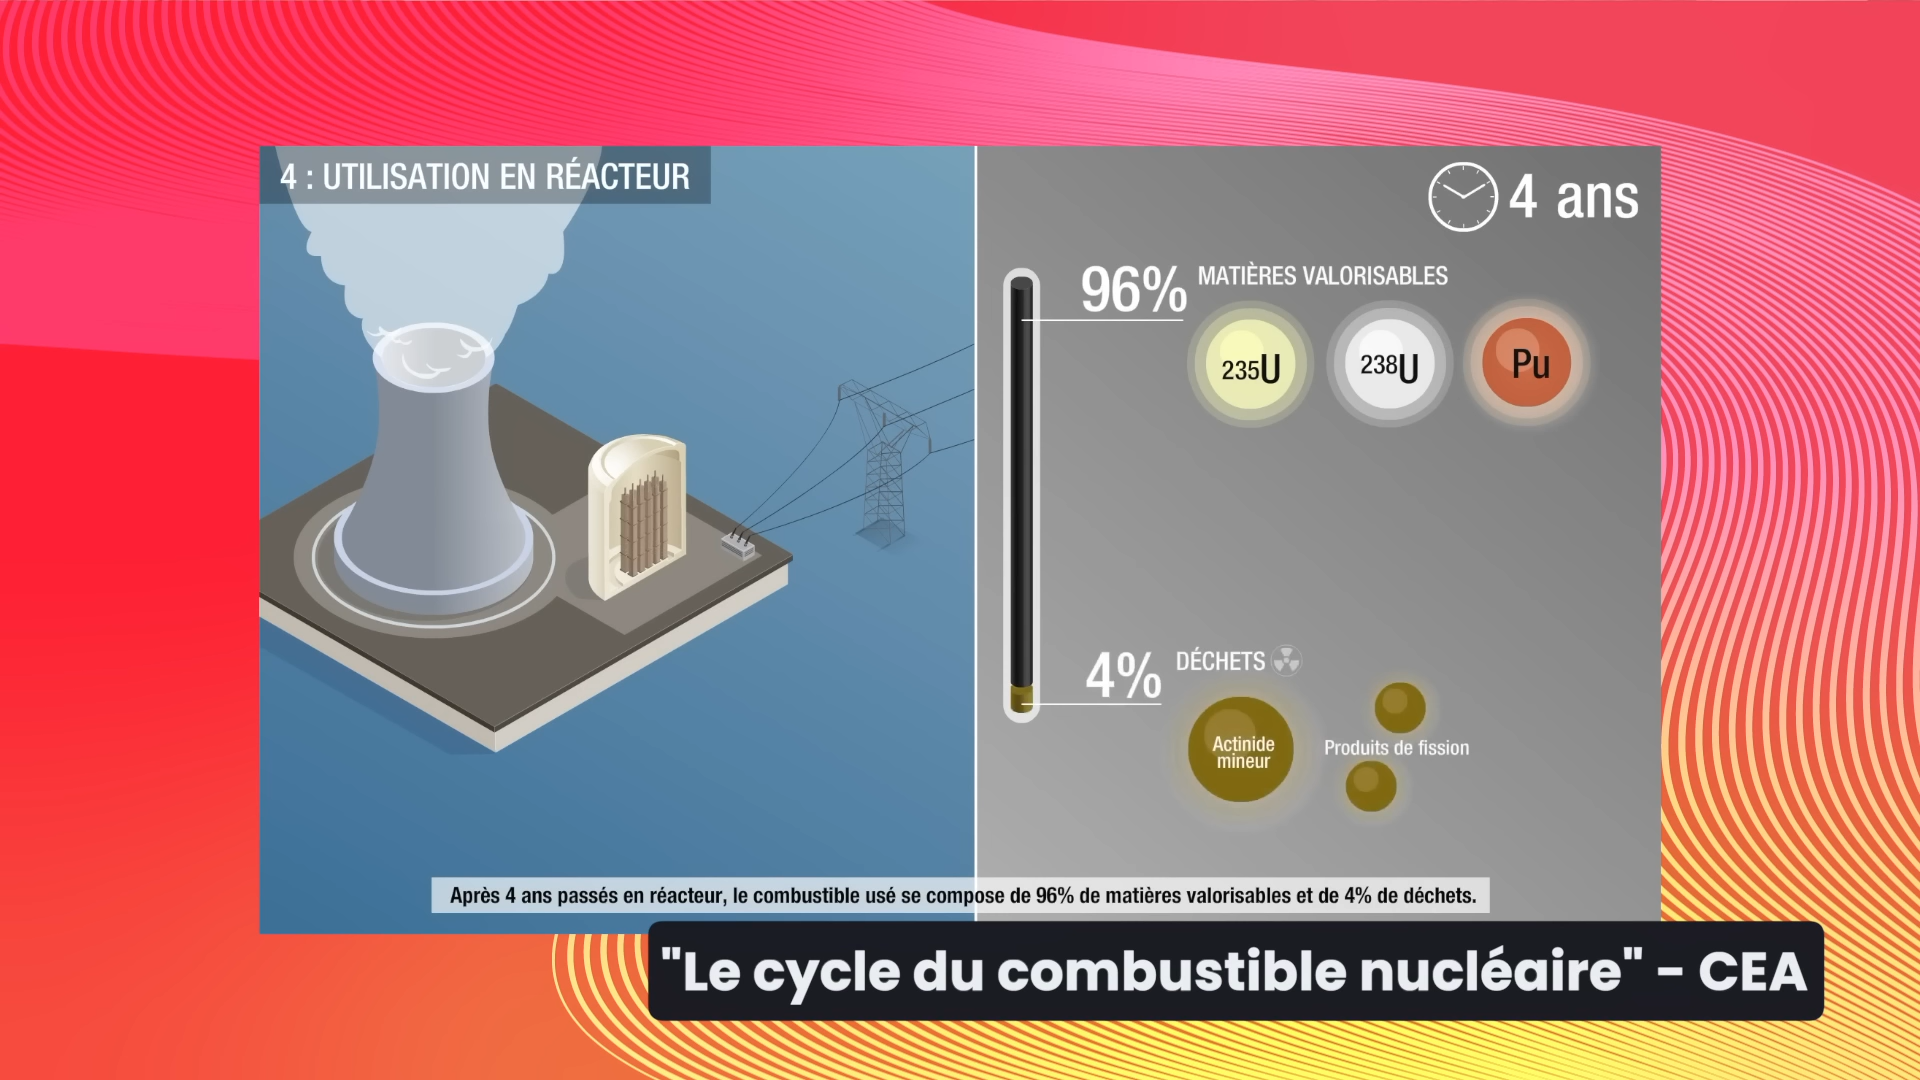 4 : UTILISATION EN RÉACTEUR
4 ans
96% MATIÈRES VALORISABLES
235U 238U Pu
4% DÉCHETS
Actinide
mineur
Produits de fission
Après 4 ans passés en réacteur, le combustible usé se compose de 96% de matières valorisables et de 4% de déchets.
"Le cycle du combustible nucléaire" - CEA